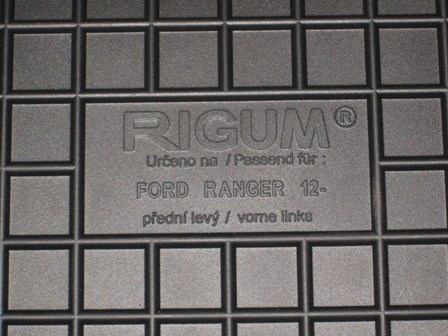 RIGUM®
Určeno na / Passend für :
FORD RANGER 12-
přední levý / vorne links